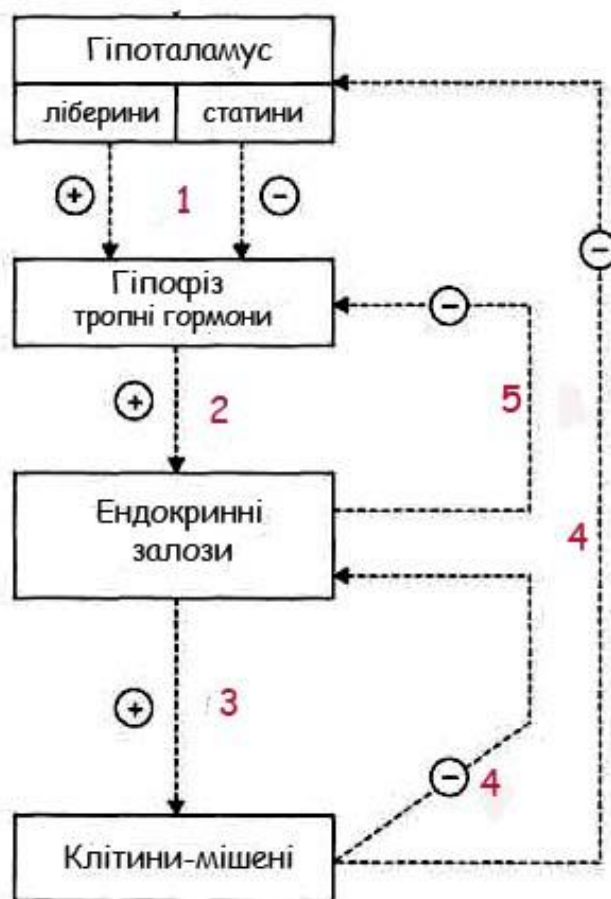 Гіпоталамус
ліберини статини
+ 1 −
−
Гіпофіз
тропні гормони
−
+ 2
5
4
Ендокринні
залози
+ 3
− 4
Клітини-мішені